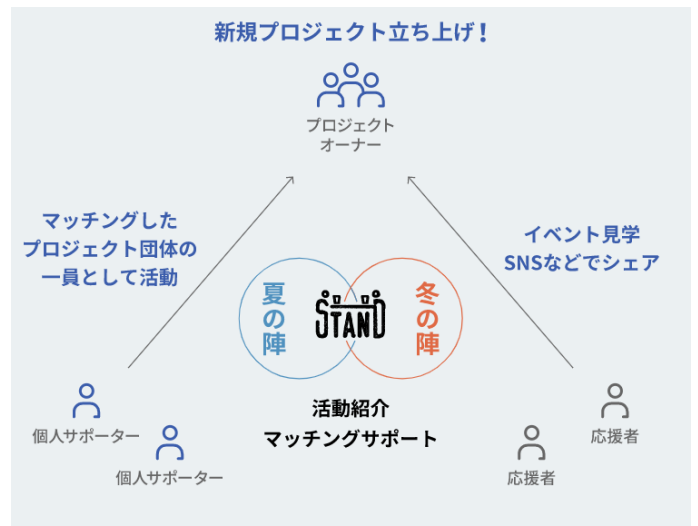 新規プロジェクト立ち上げ！
プロジェクト
オーナー
マッチングした
プロジェクト団体の
一員として活動
イベント見学
SNSなどでシェア
夏の陣
STAND
冬の陣
活動紹介
マッチングサポート
個人サポーター
個人サポーター
応援者
応援者